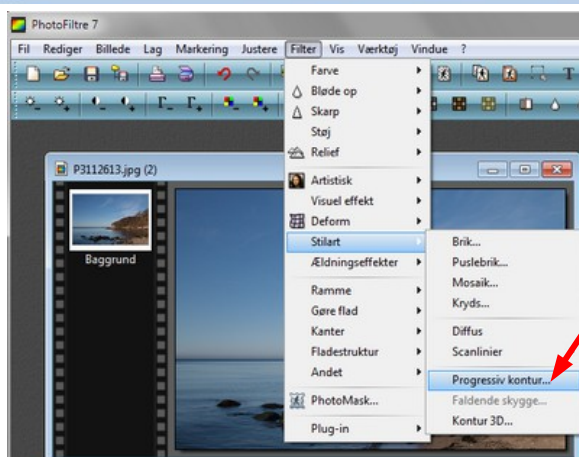 PhotoFiltre 7
Fil Rediger Billede Lag Markering Justere Filter Vis Værktøj Vindue ?
P3112613.jpg (2)
Baggrund
Farve
Bløde op
Skarp
Støj
Relief
Artistisk
Visuel effekt
Deform
Stilart
Ældningseffekter
Ramme
Gøre flad
Kanter
Fladestruktur
Andet
PhotoMask...
Plug-in
Brik...
Puslebrik...
Mosaik...
Kryds...
Diffus
Scanlinier
Progressiv kontur...
Faldende skygge...
Kontur 3D...